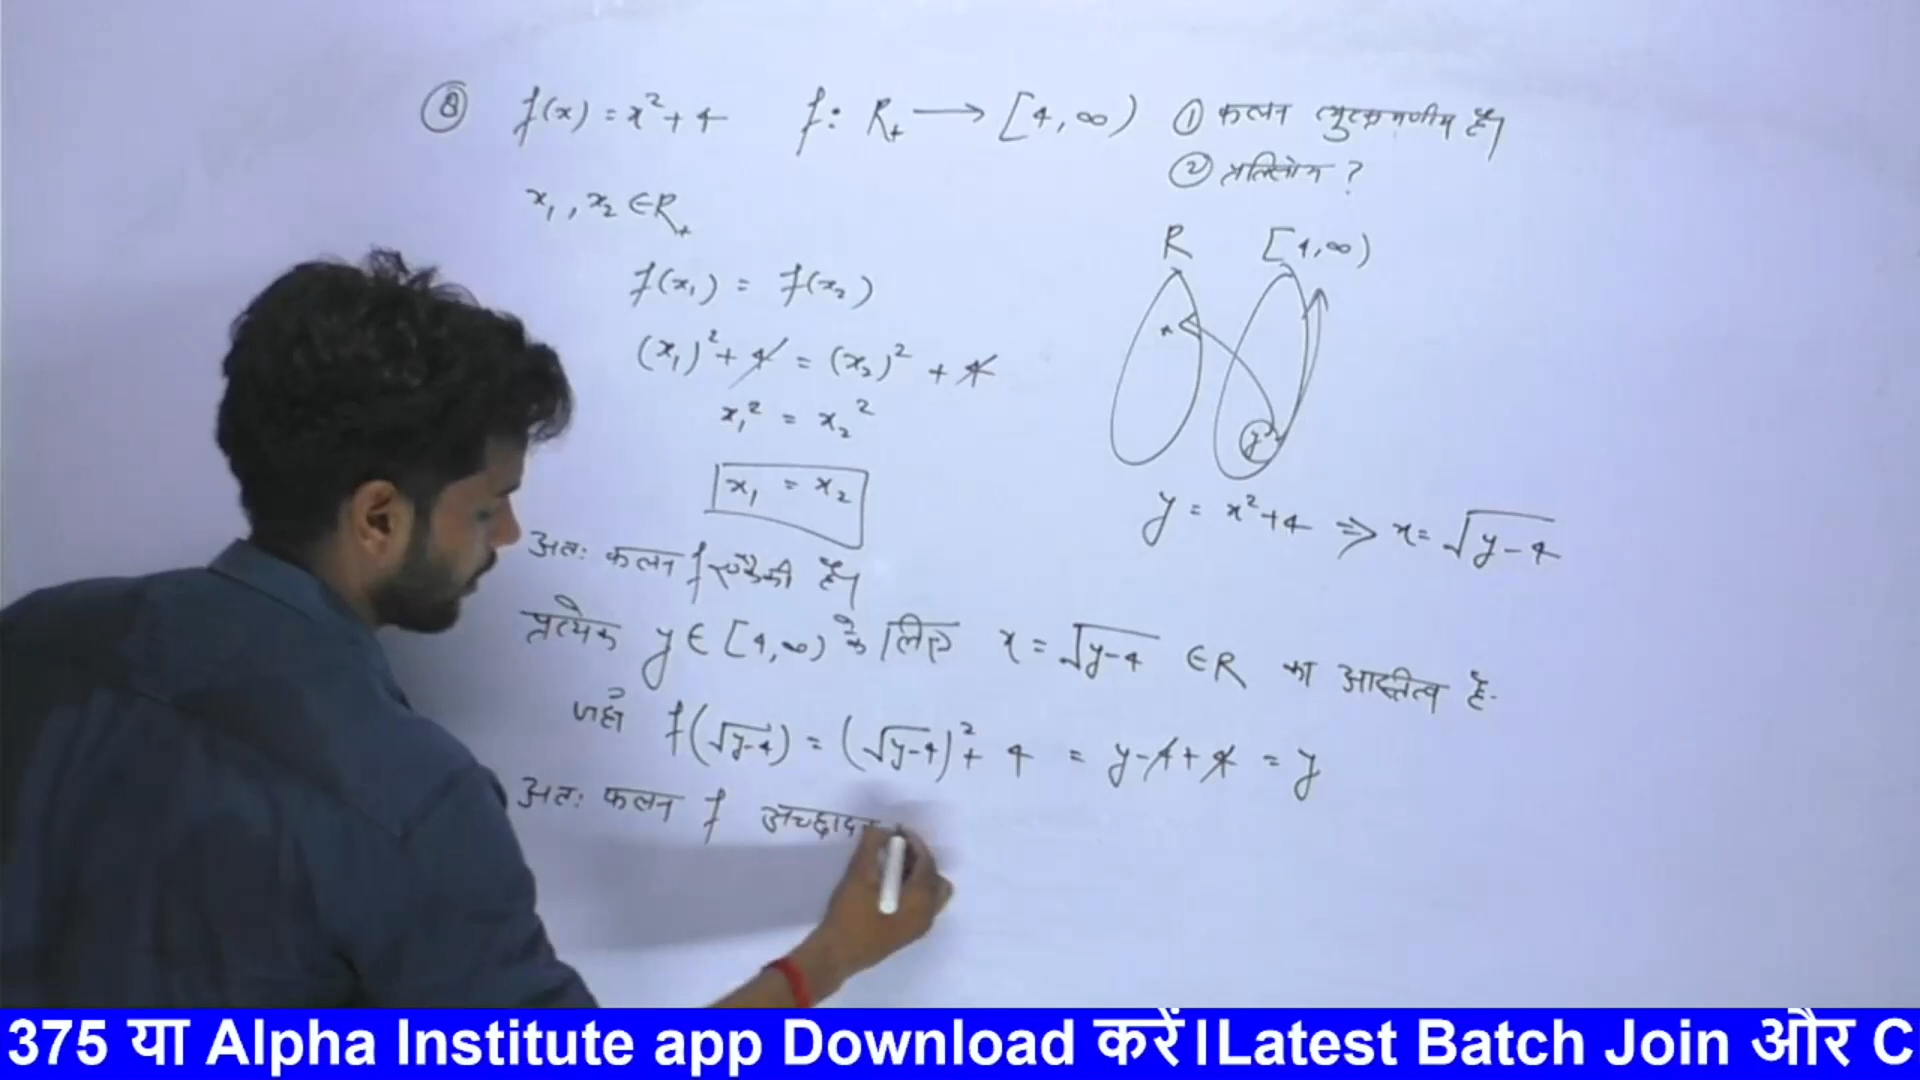 ⑧ f(x) = x² + 4 f: R₊ → [4, ∞) ① फलन व्युत्क्रमणीय है।
② प्रतिलोम ?
x₁, x₂ ∈ R₊
R [4, ∞)
f(x₁) = f(x₂)
x
(x₁)² + 4 = (x₂)² + 4
x₁² = x₂²
y
x₁ = x₂
y = x² + 4 ⇒ x = √y-4
अतः फलन f एकैकी है।
प्रत्येक y ∈ [4, ∞) के लिए x = √y-4 ∈ R का अस्तित्व है-
जहाँ f(√y-4) = (√y-4)² + 4 = y-4+4 = y
अतः फलन f
375 या Alpha Institute app Download करें।Latest Batch Join और C